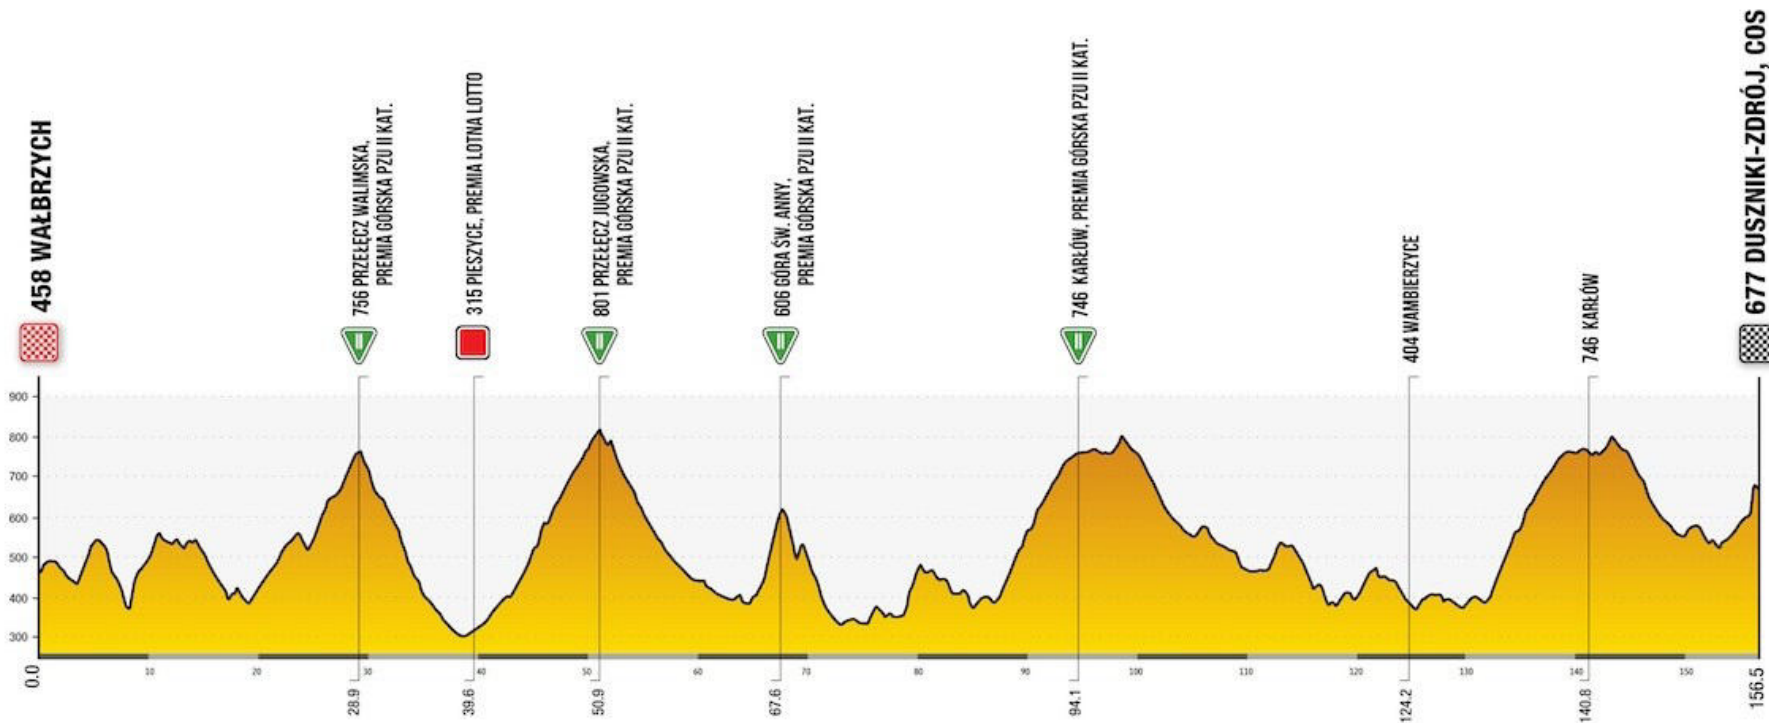 458 WAŁBRZYCH
756 PRZEŁĘCZ WALIMSKA,
PREMIA GÓRSKA PZU II KAT.
315 PIESZYCE, PREMIA LOTNA LOTTO
801 PRZEŁĘCZ JUGOWSKA,
PREMIA GÓRSKA PZU II KAT.
606 GÓRA ŚW. ANNY,
PREMIA GÓRSKA PZU II KAT.
746 KARŁÓW, PREMIA GÓRSKA PZU II KAT.
404 WAMBIERZYCE
746 KARŁÓW
677 DUSZNIKI-ZDRÓJ, COS
900
800
700
600
500
400
300
10
20
30
40
50
60
70
80
90
100
110
120
130
140
150
0.0
28.9
39.6
50.9
67.6
94.1
124.2
140.8
156.5